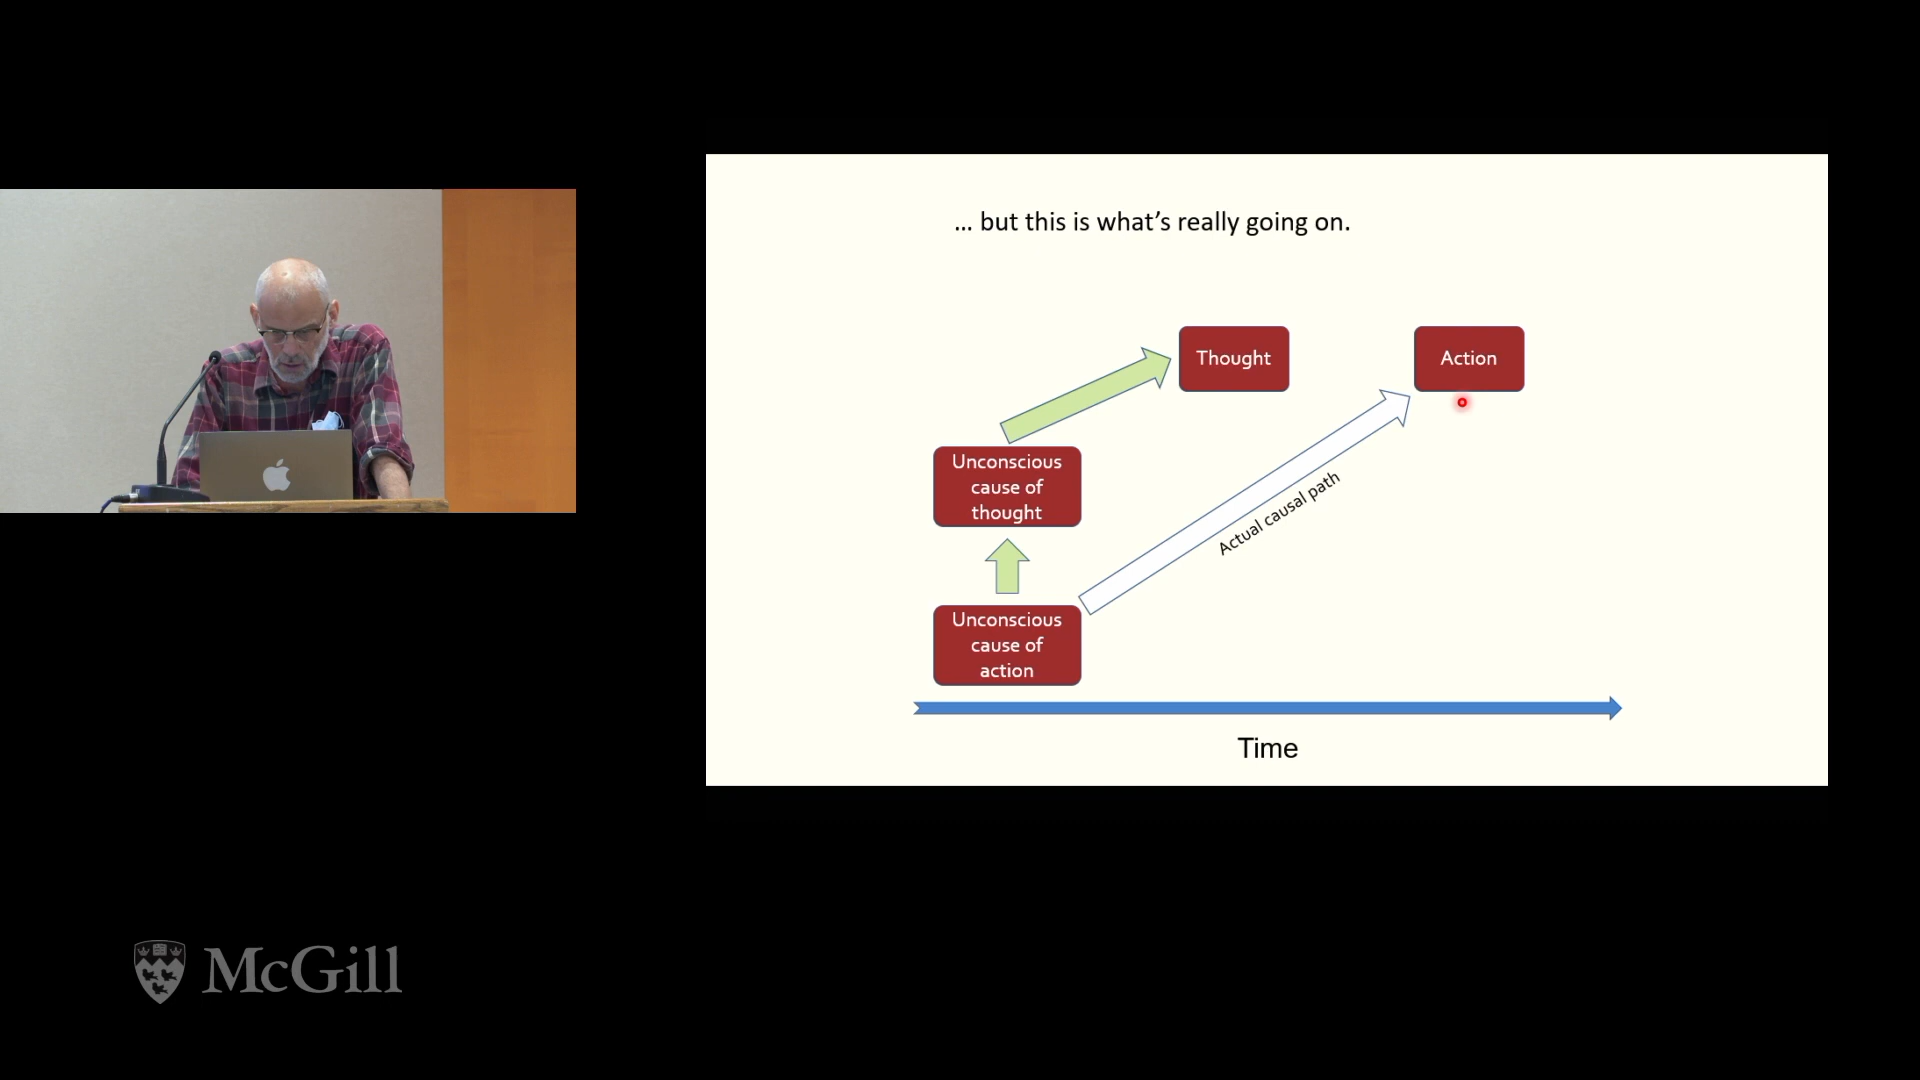 ... but this is what's really going on.
Thought
Action
Unconscious
cause of
thought
Actual causal path
Unconscious
cause of
action
Time
McGill